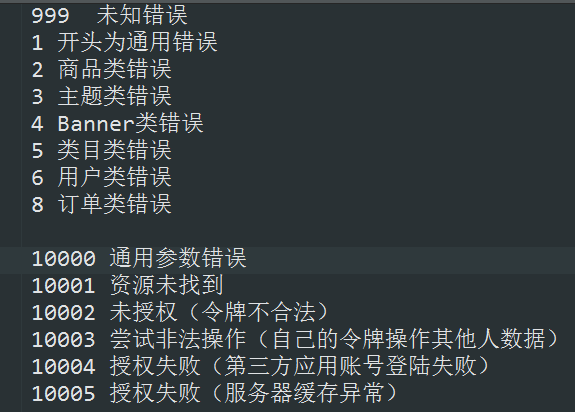 999  未知错误
1 开头为通用错误
2 商品类错误
3 主题类错误
4 Banner类错误
5 类目类错误
6 用户类错误
8 订单类错误
10000 通用参数错误
10001 资源未找到
10002 未授权（令牌不合法）
10003 尝试非法操作（自己的令牌操作其他人数据）
10004 授权失败（第三方应用账号登陆失败）
10005 授权失败（服务器缓存异常）